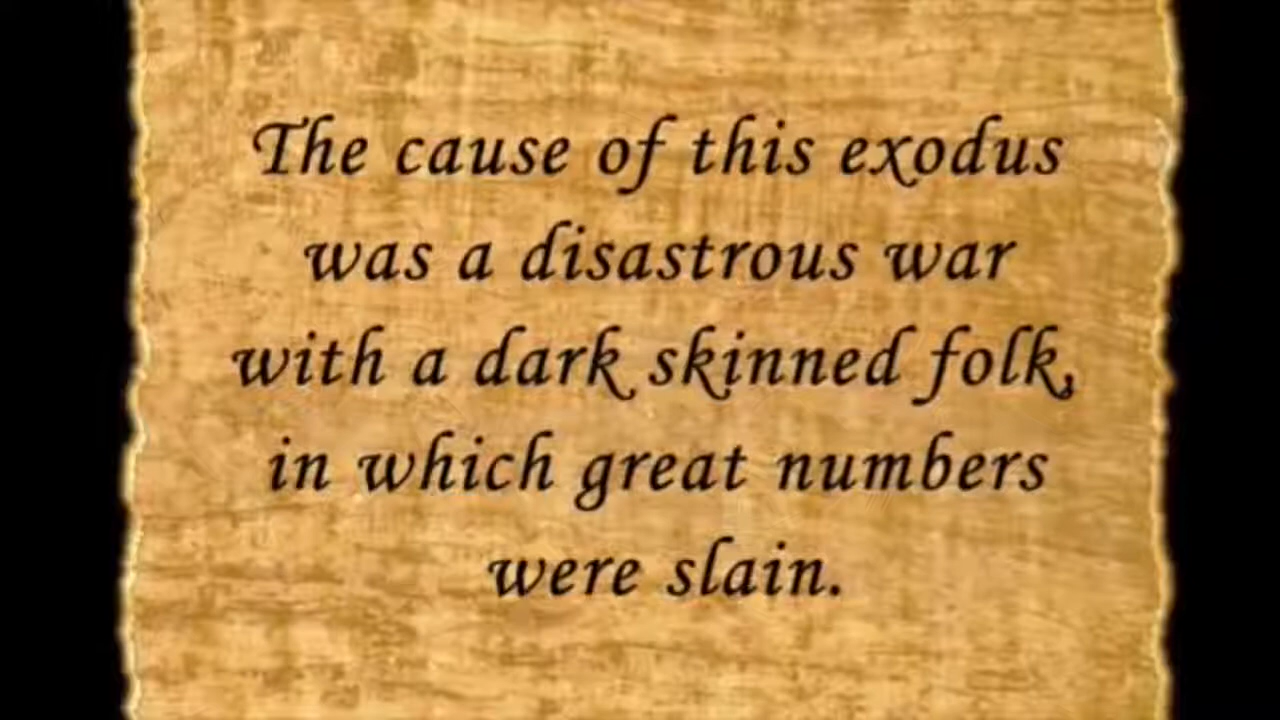 The cause of this exodus
was a disastrous war
with a dark skinned folk,
in which great numbers
were slain.